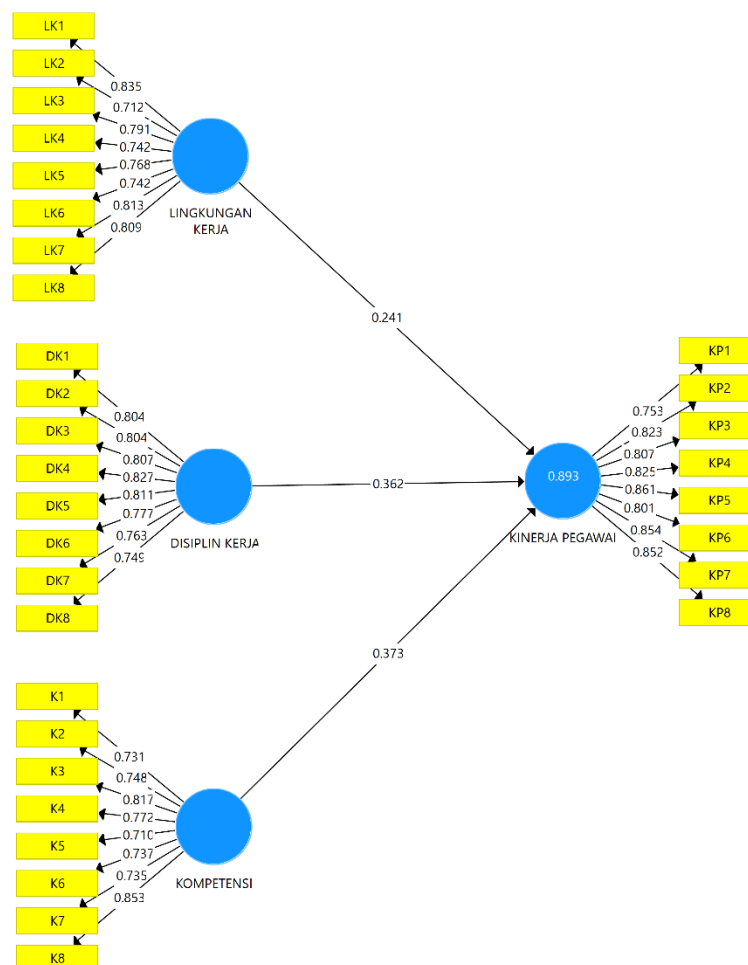 LK1
LK2
LK3
LK4
LK5
LK6
LK7
LK8
0.835
0.712
0.791
0.742
0.768
0.742
0.813
0.809
LINGKUNGAN
KERJA
0.241
DK1
DK2
DK3
DK4
DK5
DK6
DK7
DK8
0.804
0.804
0.807
0.827
0.811
0.777
0.763
0.749
DISIPLIN KERJA
0.362
K1
K2
K3
K4
K5
K6
K7
K8
0.731
0.748
0.817
0.772
0.710
0.737
0.735
0.853
KOMPETENSI
0.373
0.893
KINERJA PEGAWAI
0.753
0.823
0.807
0.825
0.861
0.801
0.854
0.852
KP1
KP2
KP3
KP4
KP5
KP6
KP7
KP8